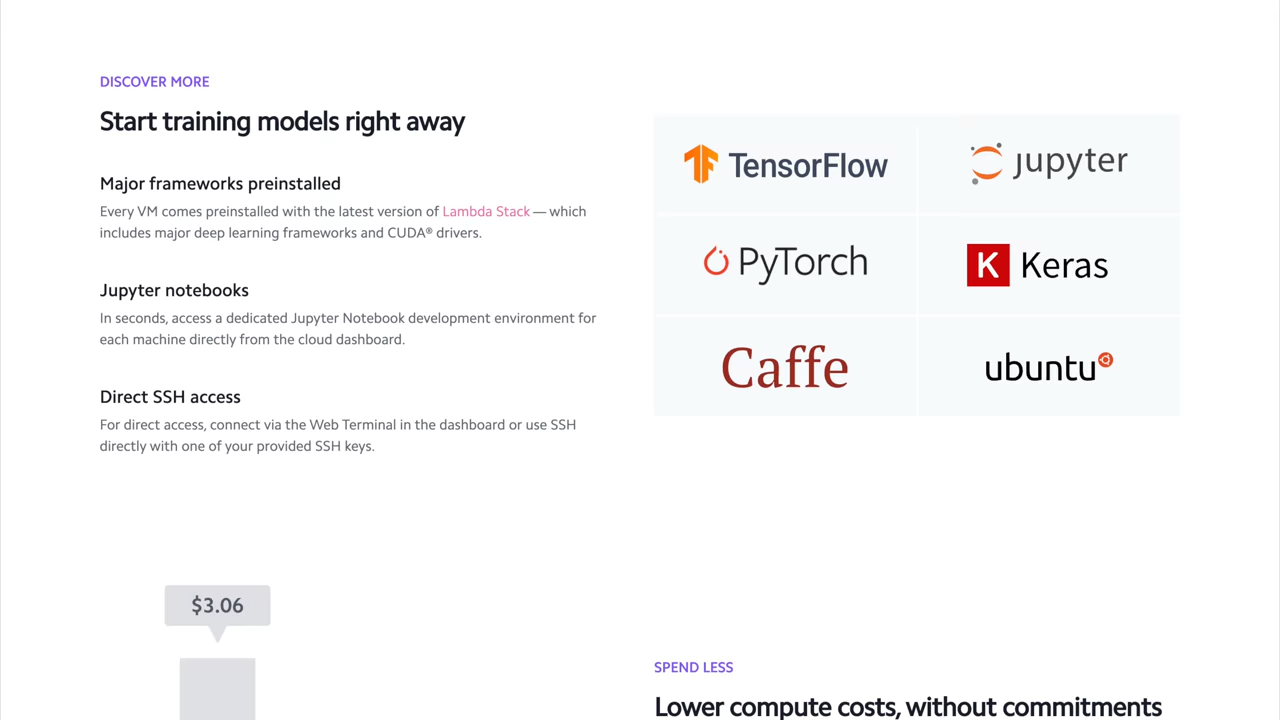 DISCOVER MORE
Start training models right away
Major frameworks preinstalled
Every VM comes preinstalled with the latest version of Lambda Stack — which
includes major deep learning frameworks and CUDA® drivers.
Jupyter notebooks
In seconds, access a dedicated Jupyter Notebook development environment for
each machine directly from the cloud dashboard.
Direct SSH access
For direct access, connect via the Web Terminal in the dashboard or use SSH
directly with one of your provided SSH keys.
TensorFlow
jupyter
PyTorch
K Keras
Caffe
ubuntu
$3.06
SPEND LESS
Lower compute costs, without commitments